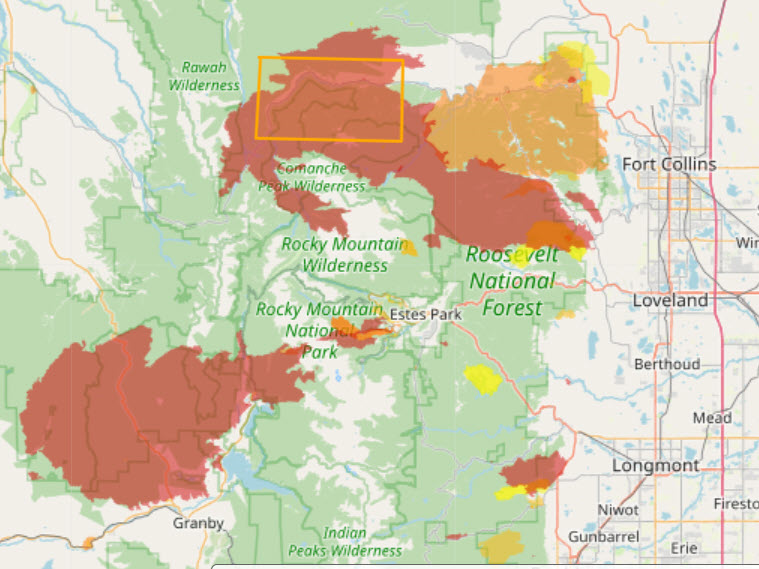 Rawah
Wilderness
Fort Collins
Comanche
Peak Wilderness
Rocky Mountain
Wilderness
Roosevelt
National
Forest
Win
Loveland
Rocky Mountain
National
Park
Estes Park
Berthoud
Mead
Longmont
Niwot
Firesto
Granby
Gunbarrel
Indian
Peaks Wilderness
Erie